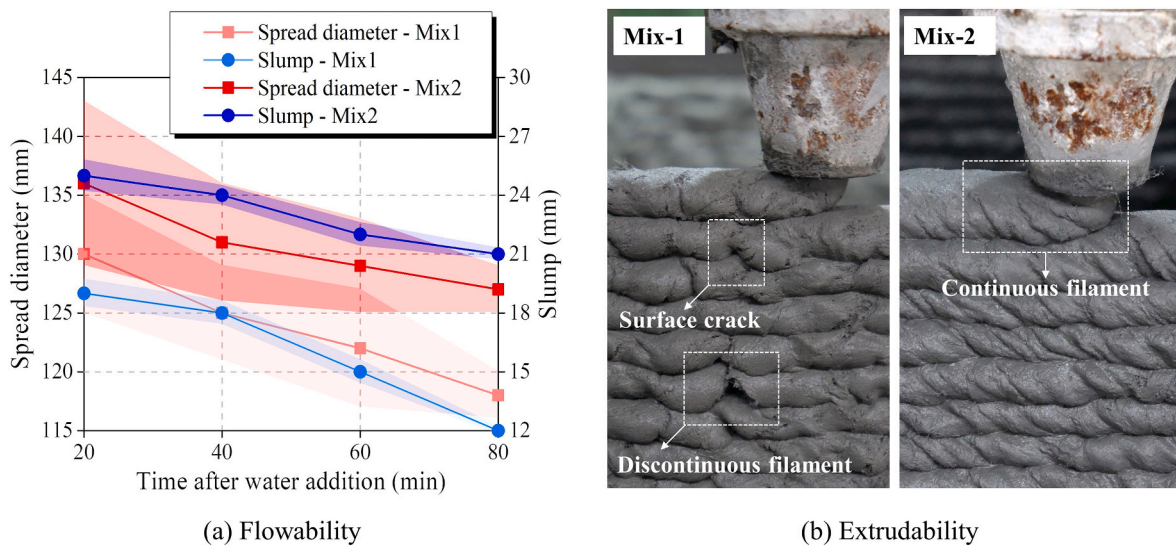 Spread diameter - Mix1
Slump - Mix1
Spread diameter - Mix2
Slump - Mix2
145
140
135
130
125
120
115
Spread diameter (mm)
30
27
24
21
18
15
12
Slump (mm)
20
40
60
80
Time after water addition (min)
(a) Flowability
Mix-1
Surface crack
Discontinuous filament
Mix-2
Continuous filament
(b) Extrudability